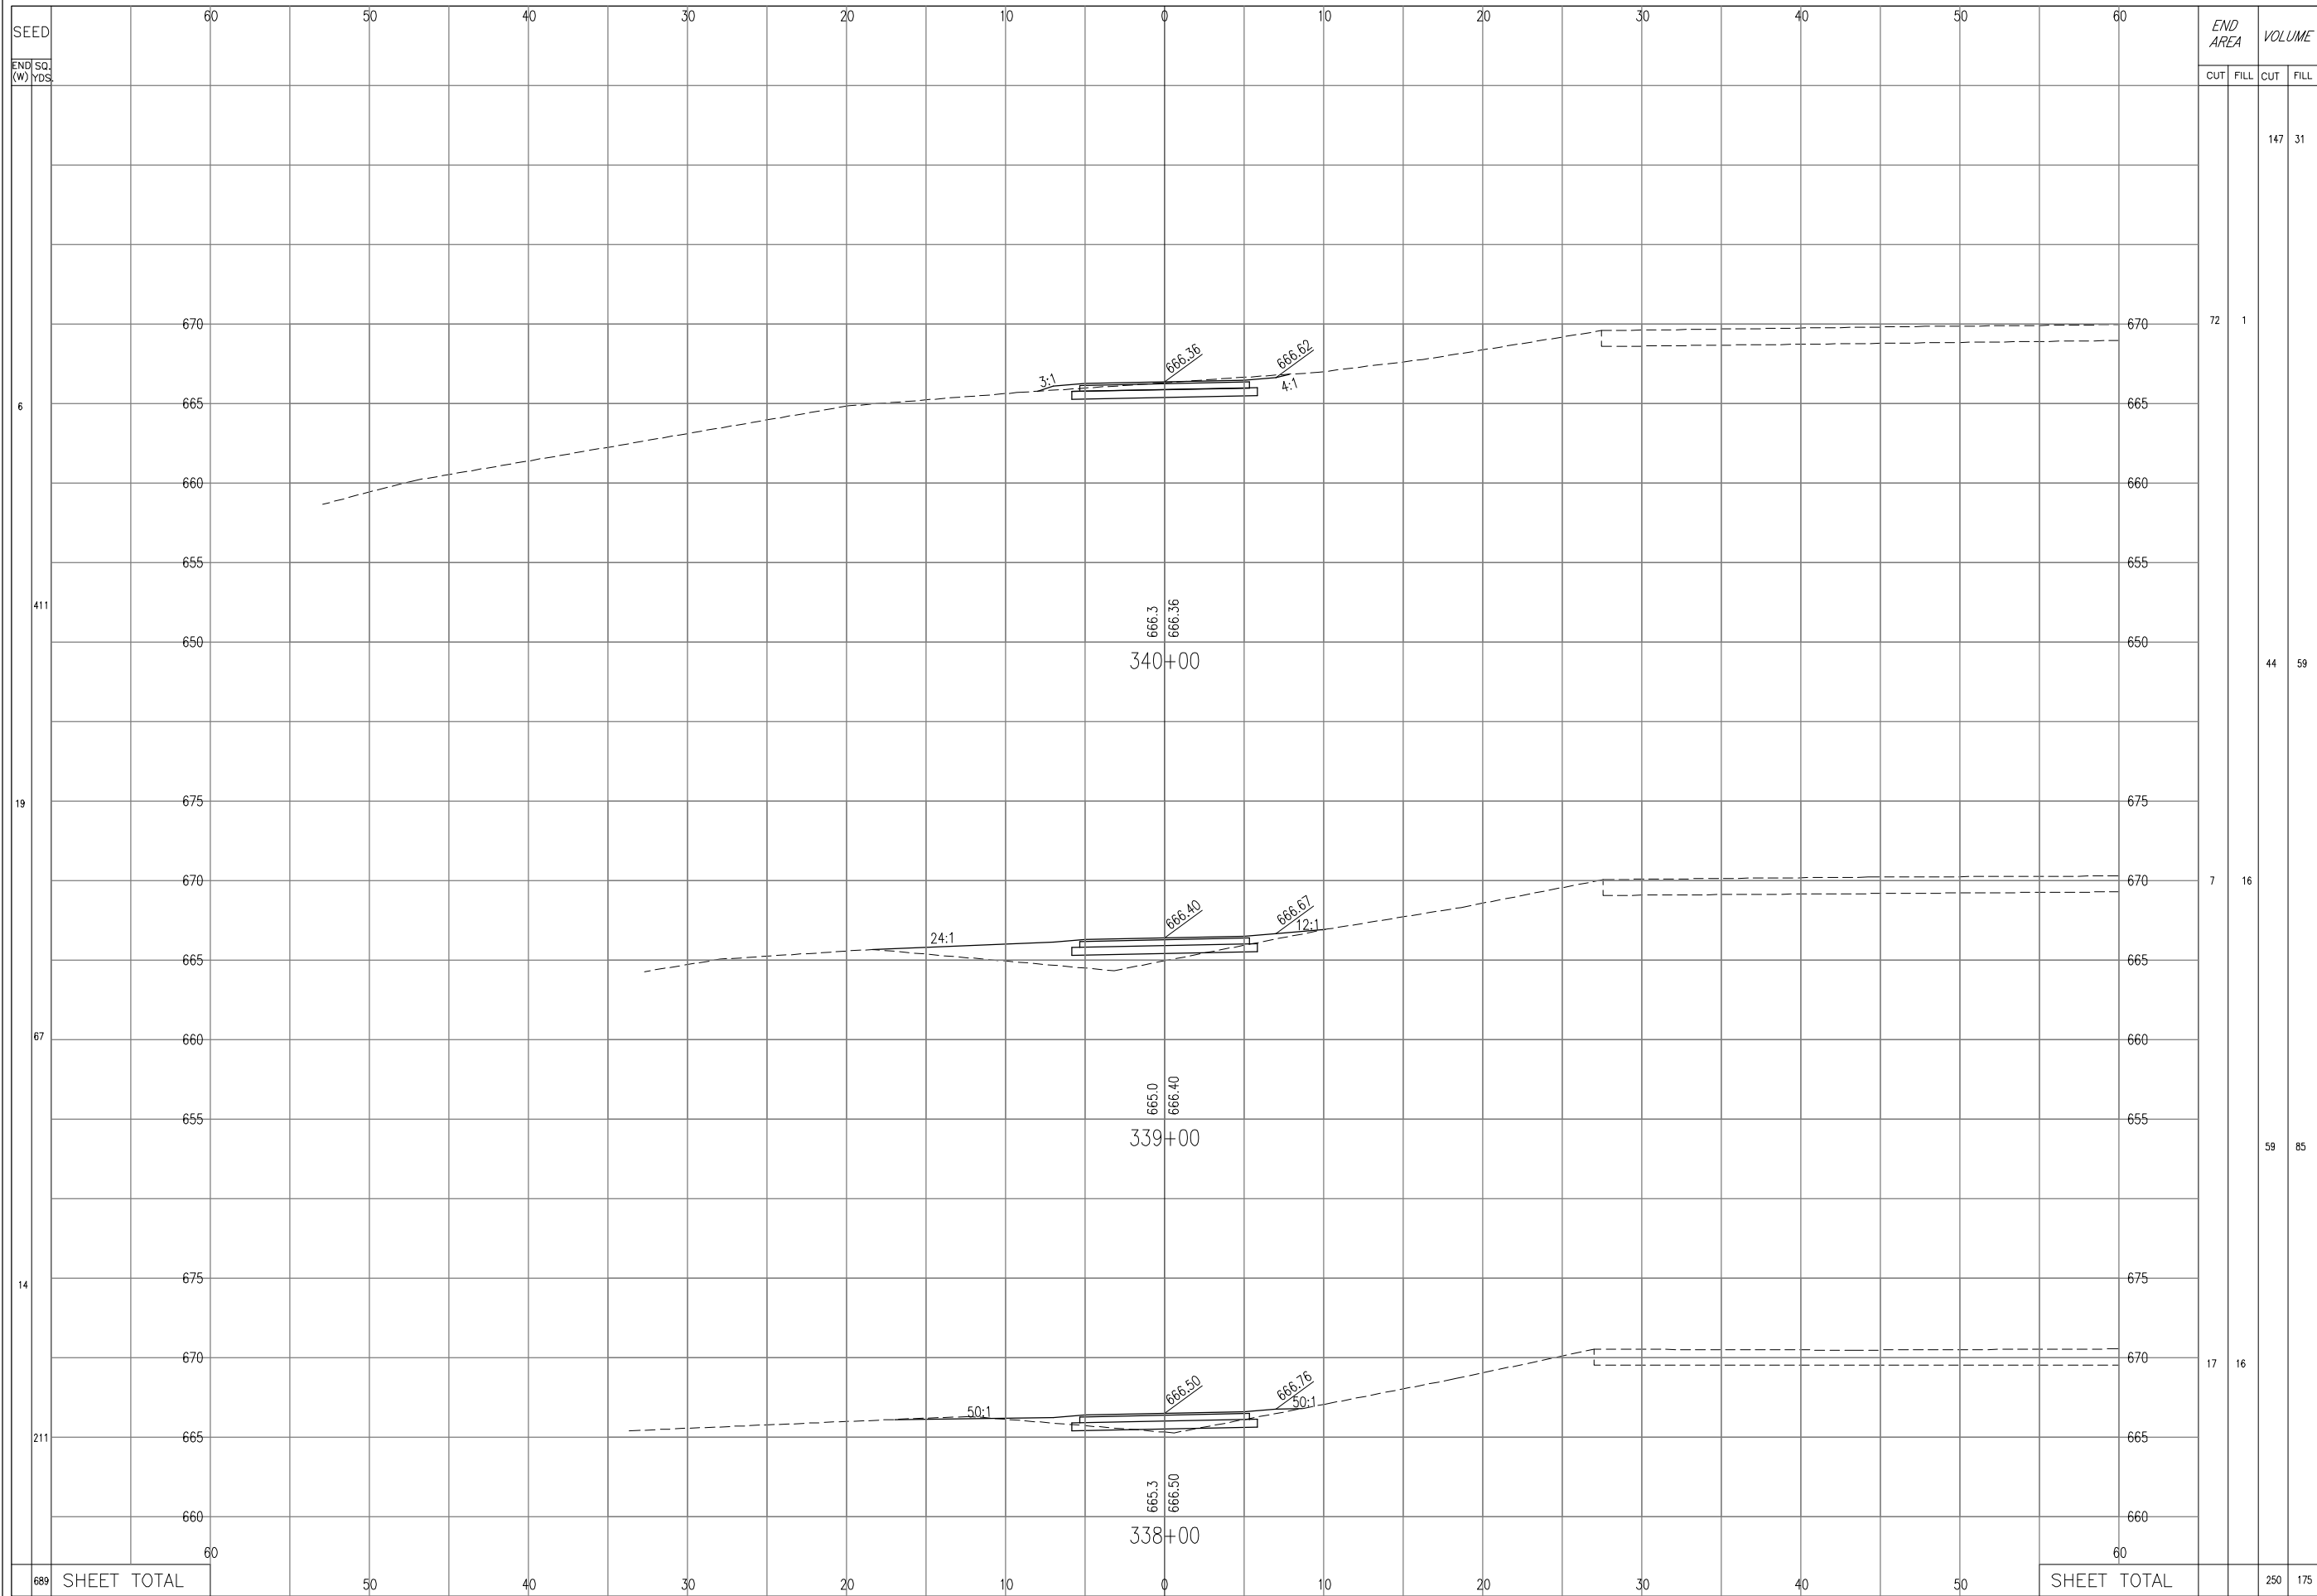 60 50 40 30 20 10 0 10 20 30 40 50 60
SEED
END (W)
SQ. YDS.
END AREA
VOLUME
CUT FILL CUT FILL
147 31
670 666.36 666.62 670 72 1
3:1 4:1
6 665 665
660 660
655 655
411
666.3 666.36
650 650
340+00
44 59
19 675 675
670 670 7 16
666.40 666.67
24:1 12:1
665 665
67 660 660
665.0 666.40
655 655
339+00
59 85
14 675 675
670 670 17 16
666.50 666.76
50:1 50:1
211 665 665
665.3 666.50
660 660
338+00
60 60
689 SHEET TOTAL 50 40 30 20 10 0 10 20 30 40 50 SHEET TOTAL 250 175